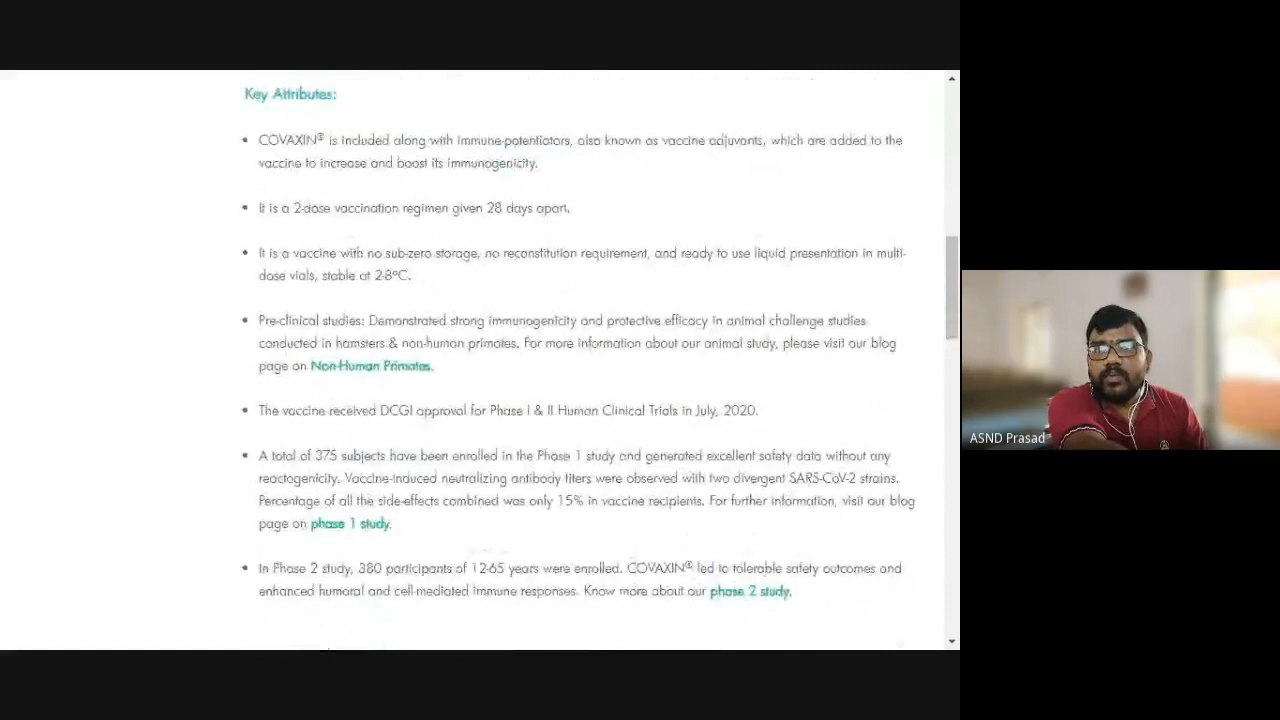 Key Attributes:
• COVAXIN® is included along with immune-potentiators, also known as vaccine adjuvants, which are added to the
vaccine to increase and boost its immunogenicity.
• It is a 2-dose vaccination regimen given 28 days apart.
• It is a vaccine with no sub-zero storage, no reconstitution requirement, and ready to use liquid presentation in multi-
dose vials, stable at 2-8ºC.
• Pre-clinical studies: Demonstrated strong immunogenicity and protective efficacy in animal challenge studies
conducted in hamsters & non-human primates. For more information about our animal study, please visit our blog
page on Non-Human Primates.
• The vaccine received DCGI approval for Phase I & II Human Clinical Trials in July, 2020.
• A total of 375 subjects have been enrolled in the Phase 1 study and generated excellent safety data without any
reactogenicity. Vaccine-induced neutralizing antibody titers were observed with two divergent SARS-CoV-2 strains.
Percentage of all the side-effects combined was only 15% in vaccine recipients. For further information, visit our blog
page on phase 1 study.
• In Phase 2 study, 380 participants of 12-65 years were enrolled. COVAXIN® led to tolerable safety outcomes and
enhanced humoral and cell-mediated immune responses. Know more about our phase 2 study.
ASND Prasad